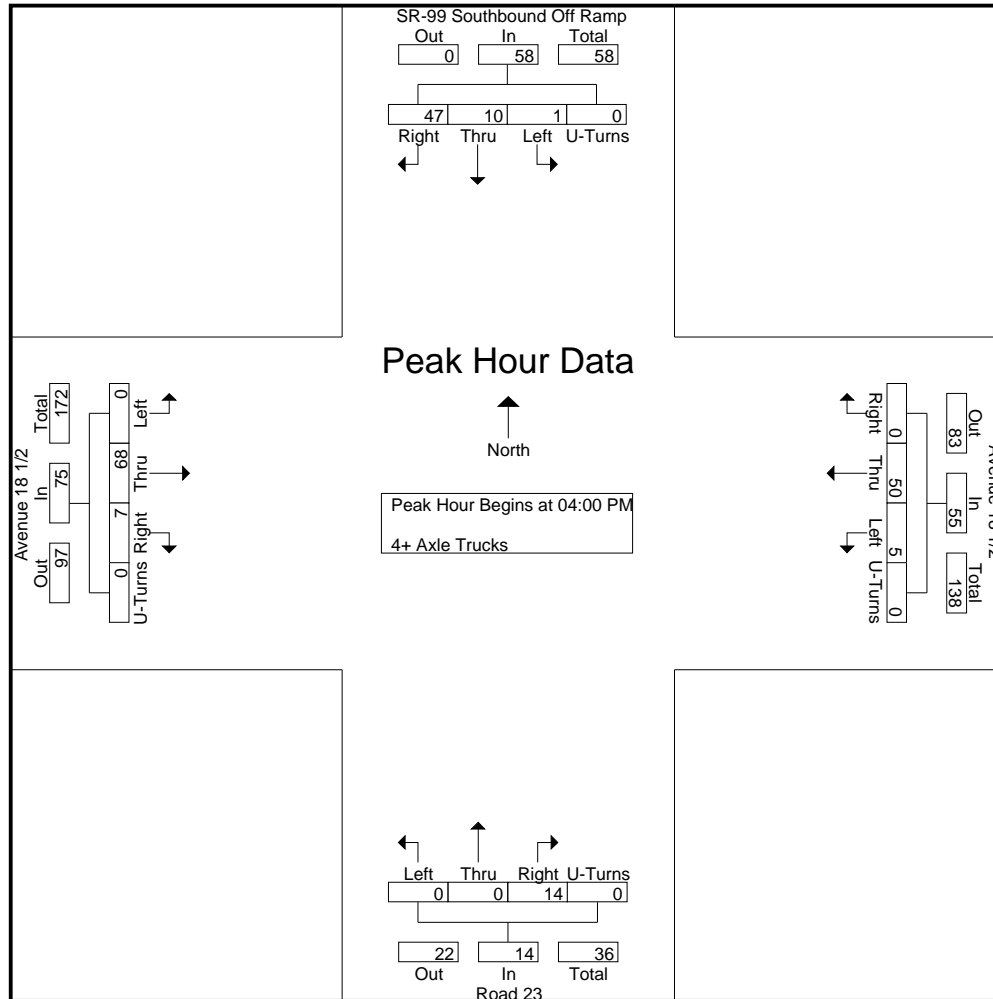 SR-99 Southbound Off Ramp
Out In Total
0 58 58
47 10 1 0
Right Thru Left U-Turns
Peak Hour Data
North
Peak Hour Begins at 04:00 PM
4+ Axle Trucks
Avenue 18 1/2
Out In Total
97 75 172
0 7 68 0
U-Turns Right Thru Left
Out In Total
83 55 138
0 50 5 0
Right Thru Left U-Turns
Left Thru Right U-Turns
0 0 14 0
22 14 36
Out In Total
Road 23